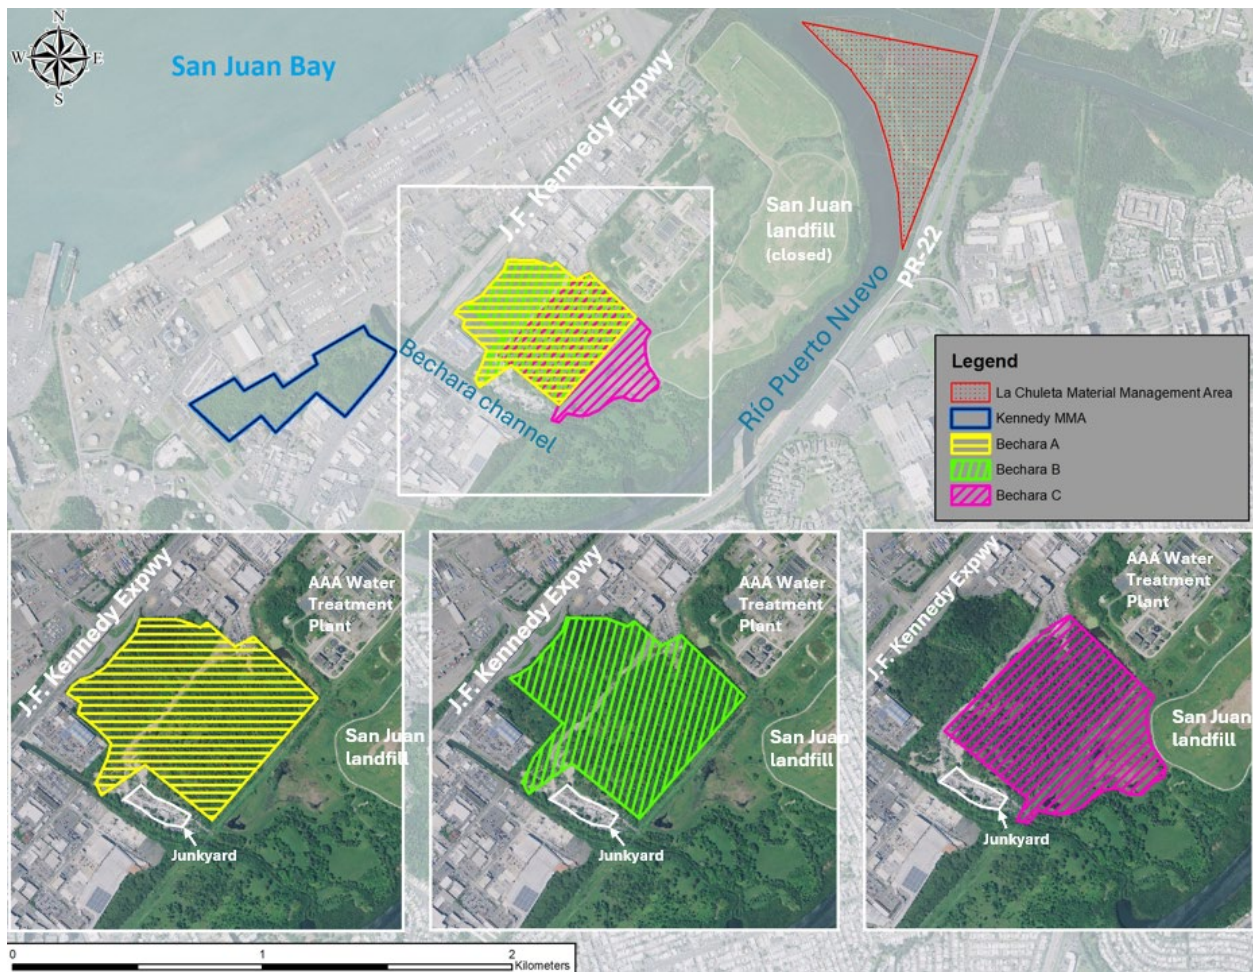 N
W E
S
San Juan Bay
J.F. Kennedy Expwy
San Juan
landfill
(closed)
PR-22
Río Puerto Nuevo
Bechara channel
Legend
La Chuleta Material Management Area
Kennedy MMA
Bechara A
Bechara B
Bechara C
J.F. Kennedy Expwy
AAA Water
Treatment
Plant
San Juan
landfill
Junkyard
J.F. Kennedy Expwy
AAA Water
Treatment
Plant
San Juan
landfill
Junkyard
J.F. Kennedy Expwy
AAA Water
Treatment
Plant
San Juan
landfill
Junkyard
0 1 2
Kilometers